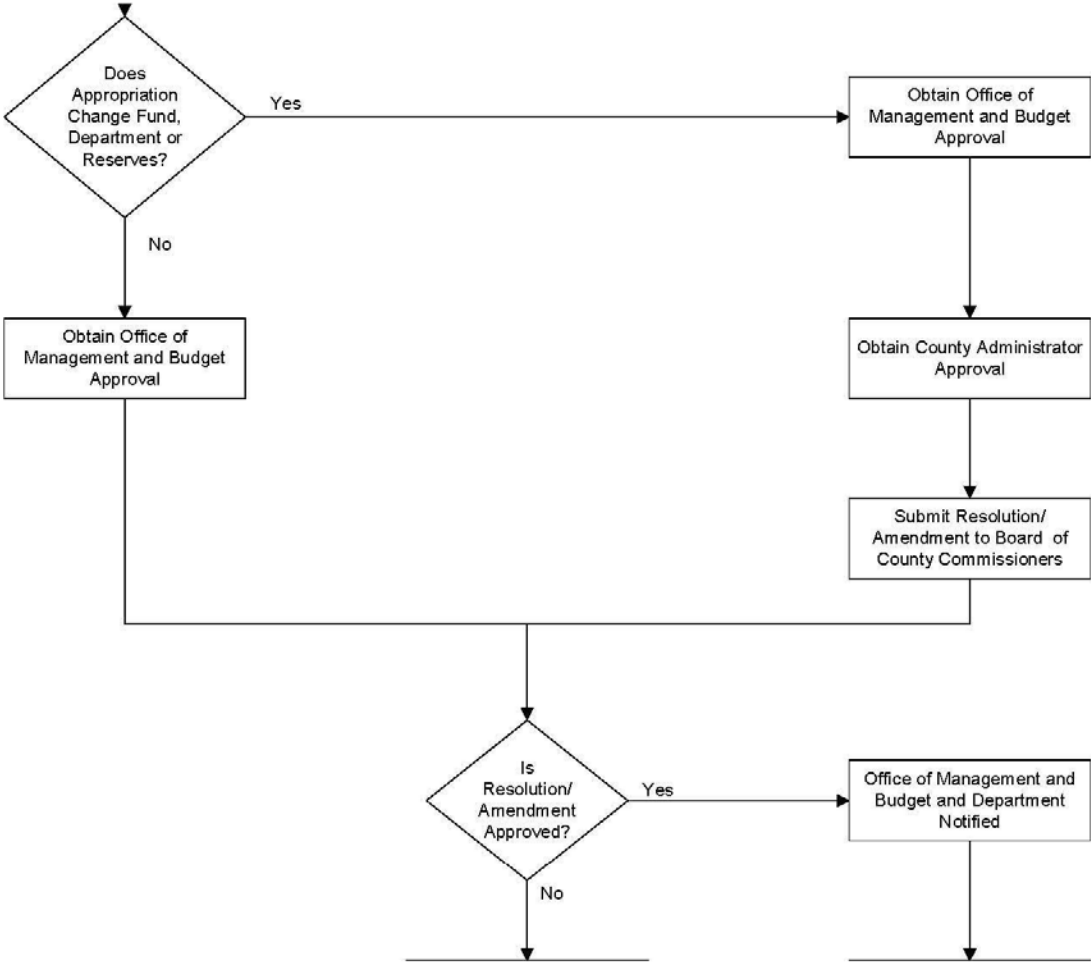 Does
Appropriation
Change Fund,
Department or
Reserves?
Yes
Obtain Office of
Management and Budget
Approval
No
Obtain Office of
Management and Budget
Approval
Obtain County Administrator
Approval
Submit Resolution/
Amendment to Board of
County Commissioners
Is
Resolution/
Amendment
Approved?
Yes
Office of Management and
Budget and Department
Notified
No